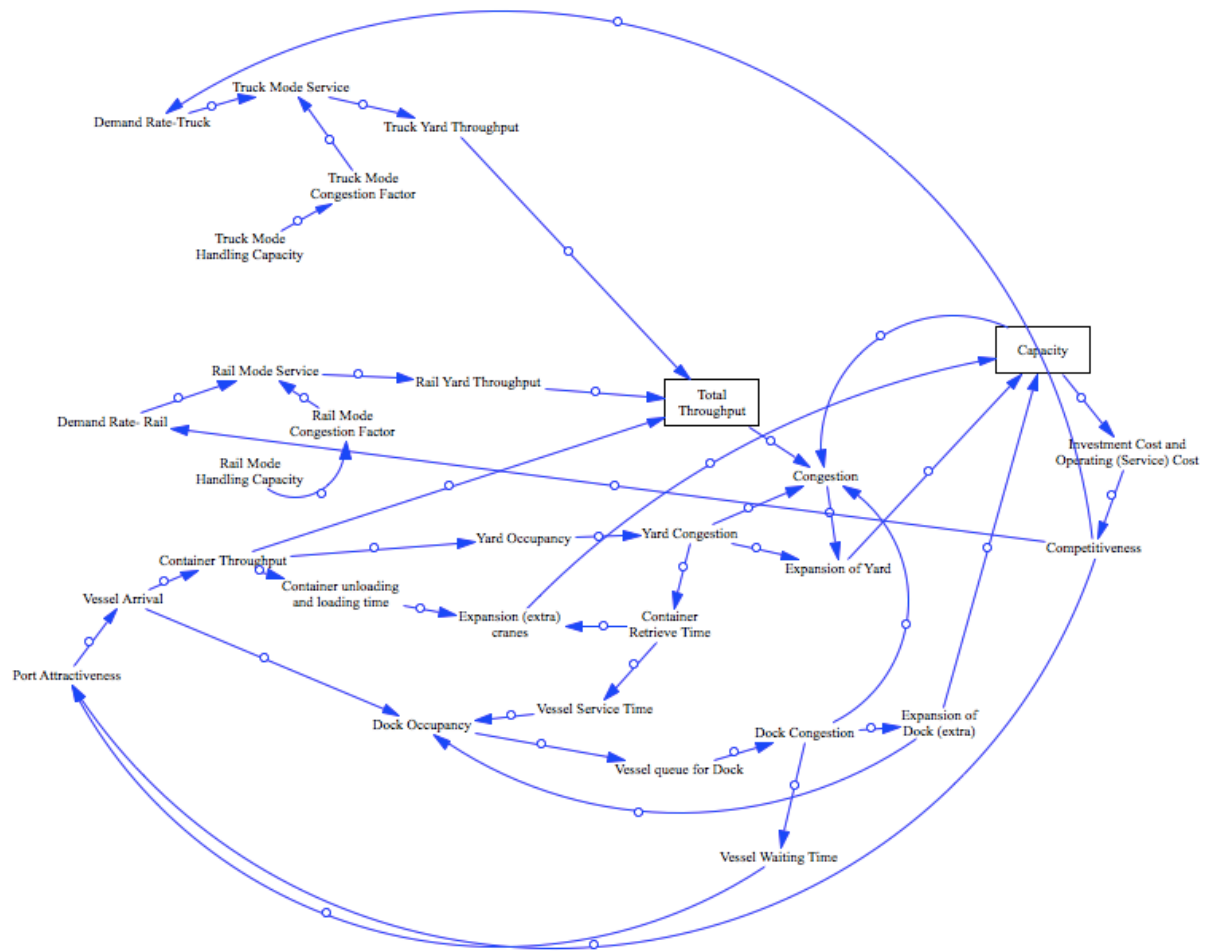 Truck Mode Service
Demand Rate-Truck
Truck Yard Throughput
Truck Mode
Congestion Factor
Truck Mode
Handling Capacity
Capacity
Rail Mode Service
Rail Yard Throughput
Total
Throughput
Demand Rate- Rail
Rail Mode
Congestion Factor
Investment Cost and
Operating (Service) Cost
Rail Mode
Handling Capacity
Congestion
Container Throughput
Yard Occupancy
Yard Congestion
Competitiveness
Expansion of Yard
Container unloading
and loading time
Vessel Arrival
Expansion (extra)
cranes
Container
Retrieve Time
Port Attractiveness
Vessel Service Time
Dock Occupancy
Dock Congestion
Expansion of
Dock (extra)
Vessel queue for Dock
Vessel Waiting Time